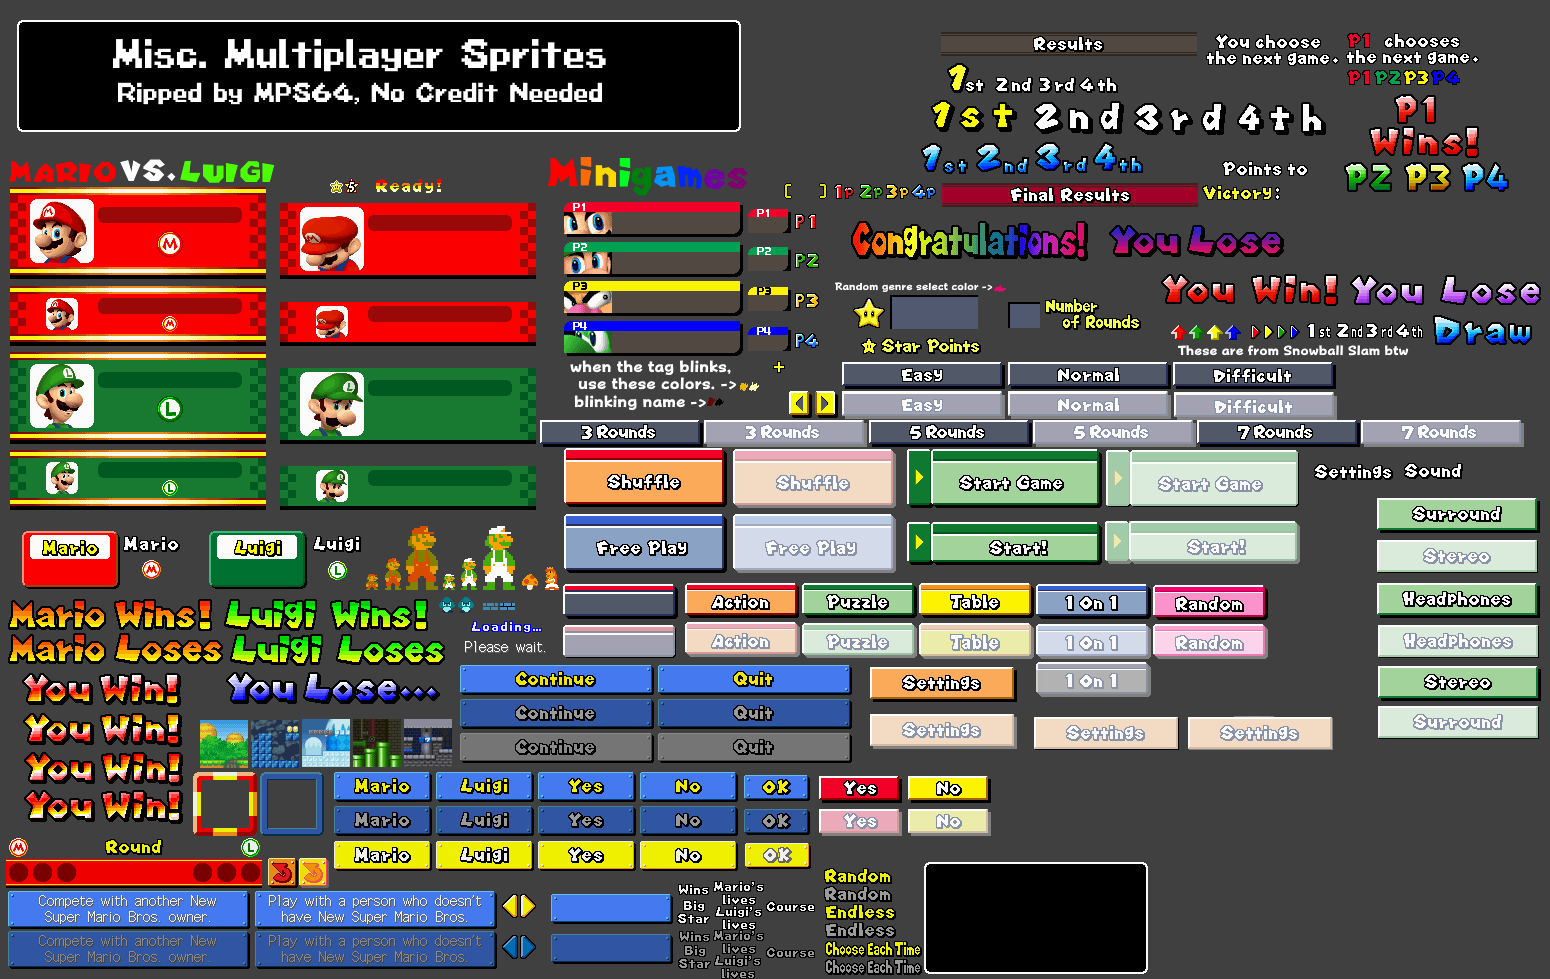 Misc. Multiplayer Sprites
Ripped by MPS64, No Credit Needed
Results
You choose
the next game.
P1 chooses
the next game.
P1 P2 P3 P4
1st 2nd 3rd 4th
1st 2nd 3rd 4th
1st 2nd 3rd 4th
P1
Wins!
P2 P3 P4
Points to
Victory:
[ ] 1P 2P 3P 4P
Final Results
Congratulations! You Lose
MARIO VS. LUIGI
Ready!
Minigames
P1 P1 P1
P2 P2 P2
P3 P3 P3
P4 P4 P4
M
M
L
L
Random genre select color ->
Number
of Rounds
Star Points
You Win! You Lose
1st 2nd 3rd 4th
Draw
These are from Snowball Slam btw
when the tag blinks,
use these colors. ->
blinking name ->
+
Easy Normal Difficult
Easy Normal Difficult
3 Rounds 3 Rounds 5 Rounds 5 Rounds 7 Rounds 7 Rounds
Shuffle Shuffle Start Game Start Game
Settings Sound
Free Play Free Play Start! Start!
Surround
Stereo
Headphones
Headphones
Stereo
Surround
Mario Mario Luigi Luigi
M L
Mario Wins! Luigi Wins!
Mario Loses Luigi Loses
Loading...
Please wait.
Action Puzzle Table 1 On 1 Random
Action Puzzle Table 1 On 1 Random
1 On 1
Continue Quit
Continue Quit
Continue Quit
Settings
Settings Settings Settings
You Win! You Lose...
You Win!
You Win!
You Win!
Mario Luigi Yes No OK Yes No
Mario Luigi Yes No OK Yes No
Mario Luigi Yes No OK
M Round L
3 3
Compete with another New
Super Mario Bros. owner.
Play with a person who doesn't
have New Super Mario Bros.
Compete with another New
Super Mario Bros. owner.
Play with a person who doesn't
have New Super Mario Bros.
Wins
Big
Star
Mario's
lives
Luigi's
lives
Course
Wins
Big
Star
Mario's
lives
Luigi's
lives
Course
Random
Random
Endless
Endless
Choose Each Time
Choose Each Time